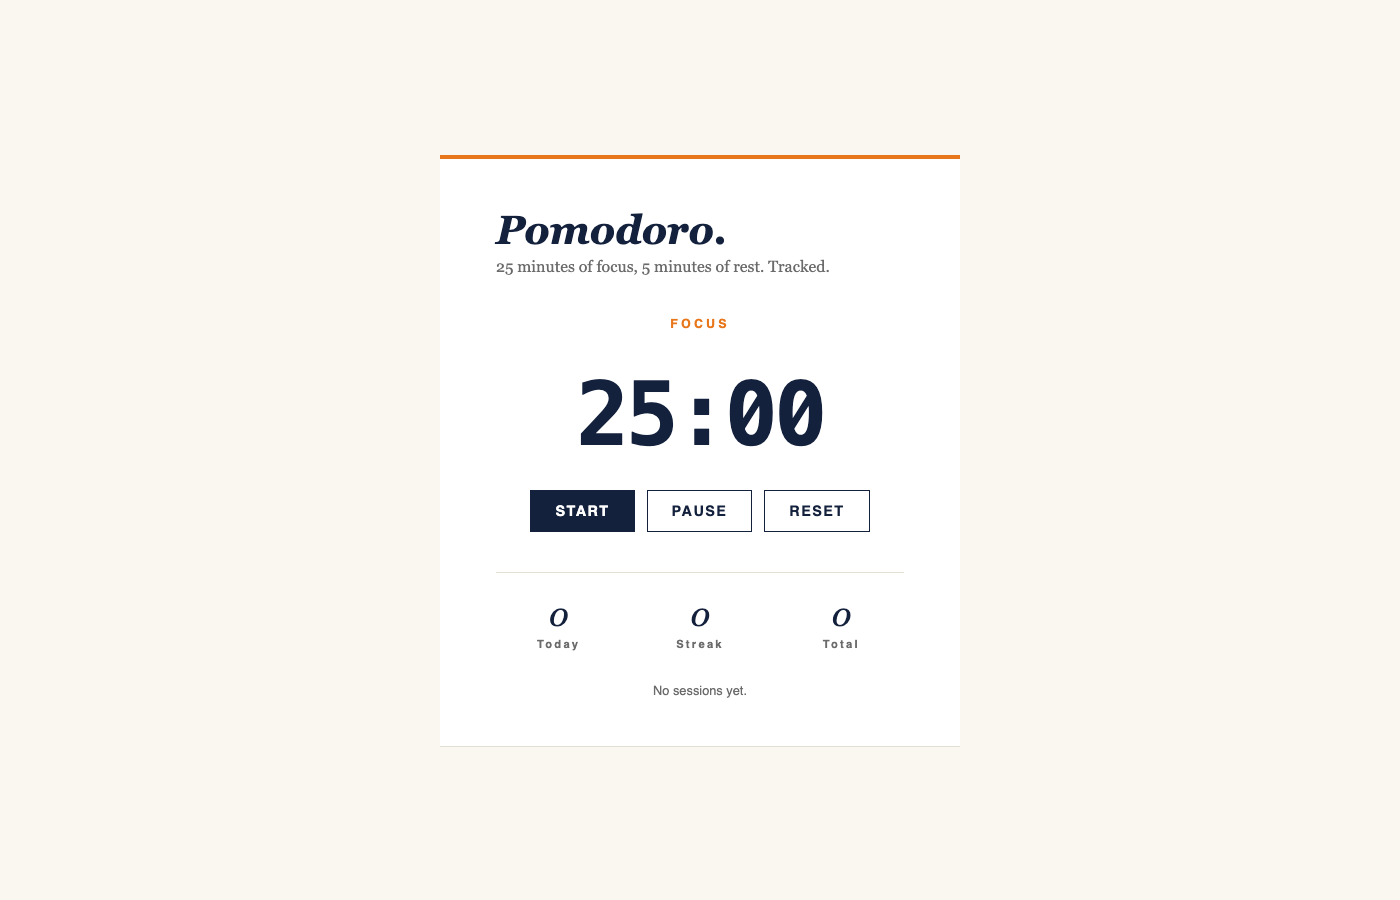 Pomodoro.
25 minutes of focus, 5 minutes of rest. Tracked.
FOCUS
25:00
START PAUSE RESET
0 0 0
Today Streak Total
No sessions yet.